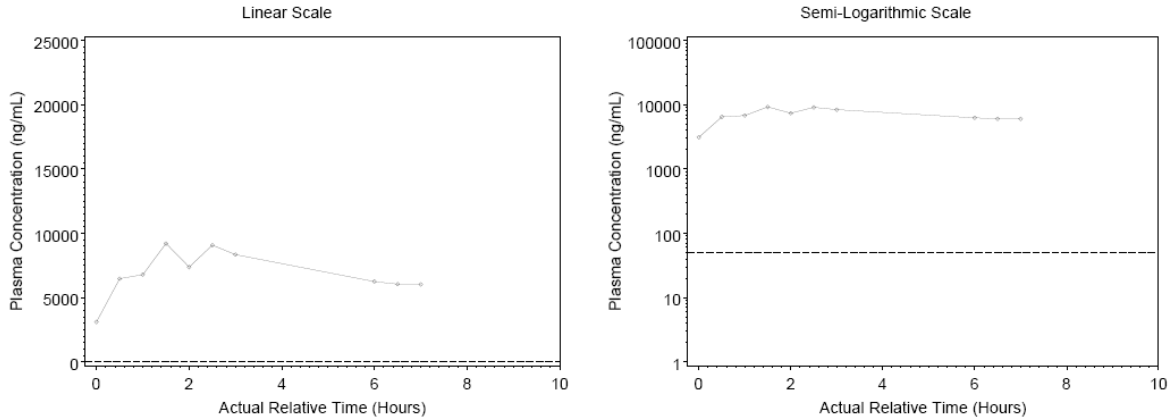 Linear Scale
Plasma Concentration (ng/mL)
25000
20000
15000
10000
5000
0
0 2 4 6 8 10
Actual Relative Time (Hours)
Semi-Logarithmic Scale
Plasma Concentration (ng/mL)
100000
10000
1000
100
10
1
0 2 4 6 8 10
Actual Relative Time (Hours)